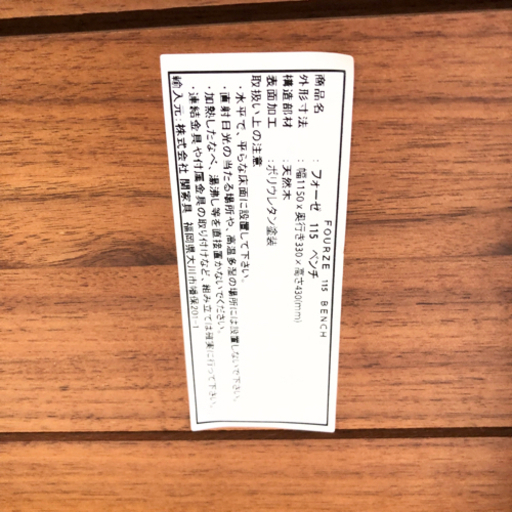 FOURZE 115 BENCH
商品名 : フォーゼ 115 ベンチ
外形寸法 : 幅1150×奥行き330×高さ430(mm)
構造部材 : 天然木
表面加工 : ポリウレタン塗装
取扱い上の注意
・水平で、平らな床面に設置して下さい。
・直射日光の当たる場所や、高温多湿の場所には設置しないで下さい。
・加熱したなべ、湯沸し等を直接置かないでください。
・連結金具や付属金具の取り付けなど、組み立ては確実に行って下さい。
輸入元:株式会社 関家具 福岡県大川市幡保201-1